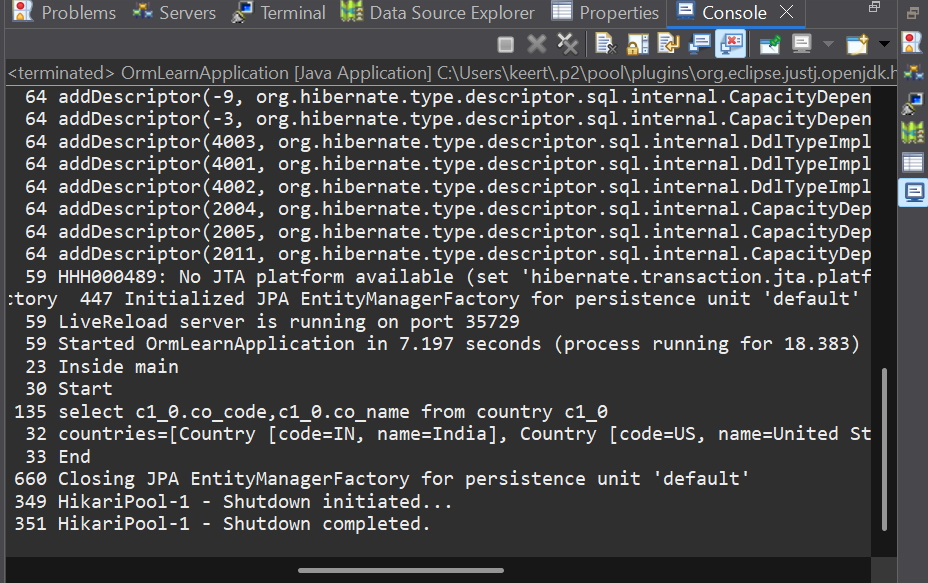 Problems Servers Terminal Data Source Explorer Properties Console
<terminated> OrmLearnApplication [Java Application] C:\Users\keert\.p2\pool\plugins\org.eclipse.justj.openjdk.h
64 addDescriptor(-9, org.hibernate.type.descriptor.sql.internal.CapacityDepen
64 addDescriptor(-3, org.hibernate.type.descriptor.sql.internal.CapacityDepen
64 addDescriptor(4003, org.hibernate.type.descriptor.sql.internal.DdlTypeImpl
64 addDescriptor(4001, org.hibernate.type.descriptor.sql.internal.DdlTypeImpl
64 addDescriptor(4002, org.hibernate.type.descriptor.sql.internal.DdlTypeImpl
64 addDescriptor(2004, org.hibernate.type.descriptor.sql.internal.CapacityDep
64 addDescriptor(2005, org.hibernate.type.descriptor.sql.internal.CapacityDep
64 addDescriptor(2011, org.hibernate.type.descriptor.sql.internal.CapacityDep
59 HHH000489: No JTA platform available (set 'hibernate.transaction.jta.platf
:tory 447 Initialized JPA EntityManagerFactory for persistence unit 'default'
59 LiveReload server is running on port 35729
59 Started OrmLearnApplication in 7.197 seconds (process running for 18.383)
23 Inside main
30 Start
135 select c1_0.co_code,c1_0.co_name from country c1_0
32 countries=[Country [code=IN, name=India], Country [code=US, name=United St
33 End
660 Closing JPA EntityManagerFactory for persistence unit 'default'
349 HikariPool-1 - Shutdown initiated...
351 HikariPool-1 - Shutdown completed.